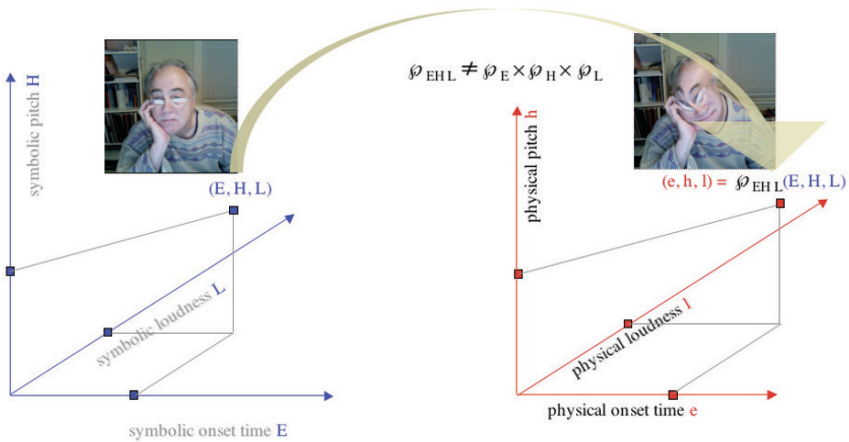 ℘EHL ≠ ℘E × ℘H × ℘L
symbolic pitch H
(E, H, L)
symbolic loudness L
symbolic onset time E
physical pitch h
(e, h, l) = ℘EHL(E, H, L)
physical loudness l
physical onset time e